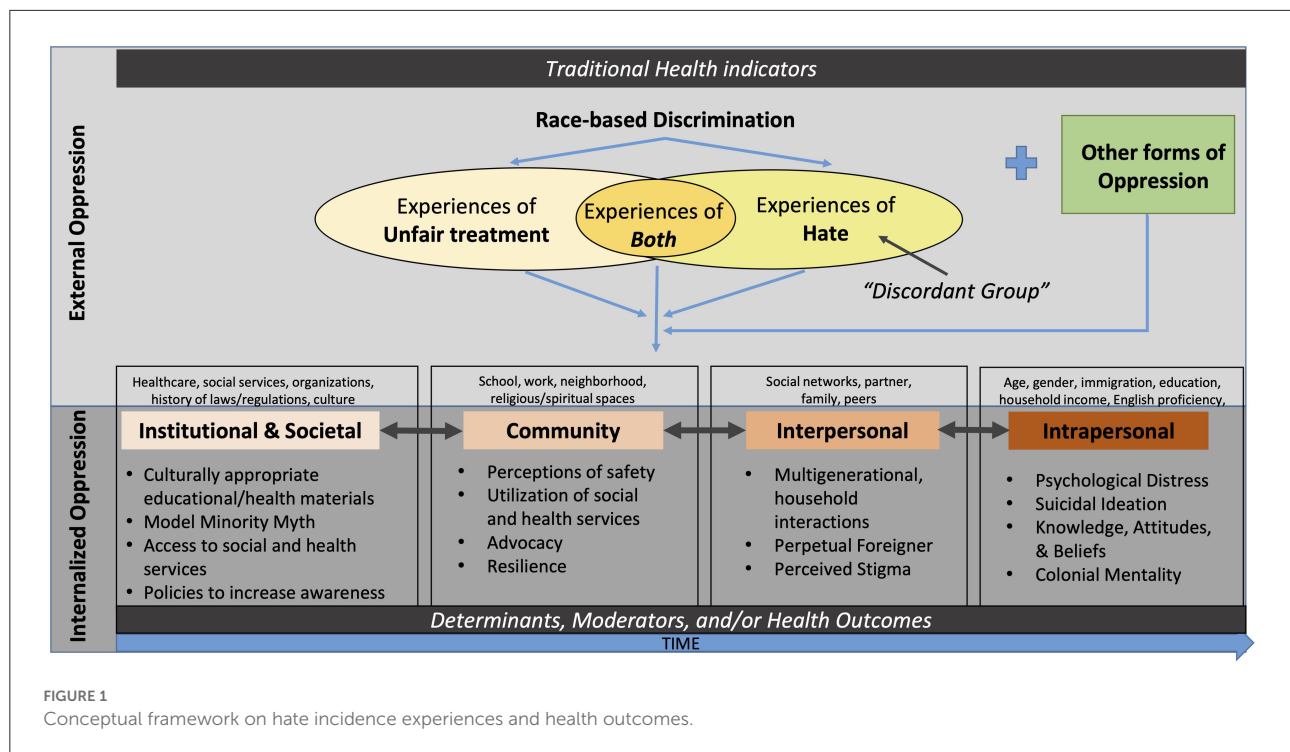 Traditional Health indicators
External Oppression
Race-based Discrimination
Other forms of
Oppression
Experiences of
Unfair treatment
Experiences of
Both
Experiences of
Hate
“Discordant Group”
Internalized Oppression
Healthcare, social services, organizations,
history of laws/regulations, culture
Institutional & Societal
• Culturally appropriate
educational/health materials
• Model Minority Myth
• Access to social and health
services
• Policies to increase awareness
School, work, neighborhood,
religious/spiritual spaces
Community
• Perceptions of safety
• Utilization of social
and health services
• Advocacy
• Resilience
Social networks, partner,
family, peers
Interpersonal
• Multigenerational,
household
interactions
• Perpetual Foreigner
• Perceived Stigma
Age, gender, immigration, education,
household income, English proficiency,
Intrapersonal
• Psychological Distress
• Suicidal Ideation
• Knowledge, Attitudes,
& Beliefs
• Colonial Mentality
Determinants, Moderators, and/or Health Outcomes
TIME
FIGURE 1
Conceptual framework on hate incidence experiences and health outcomes.